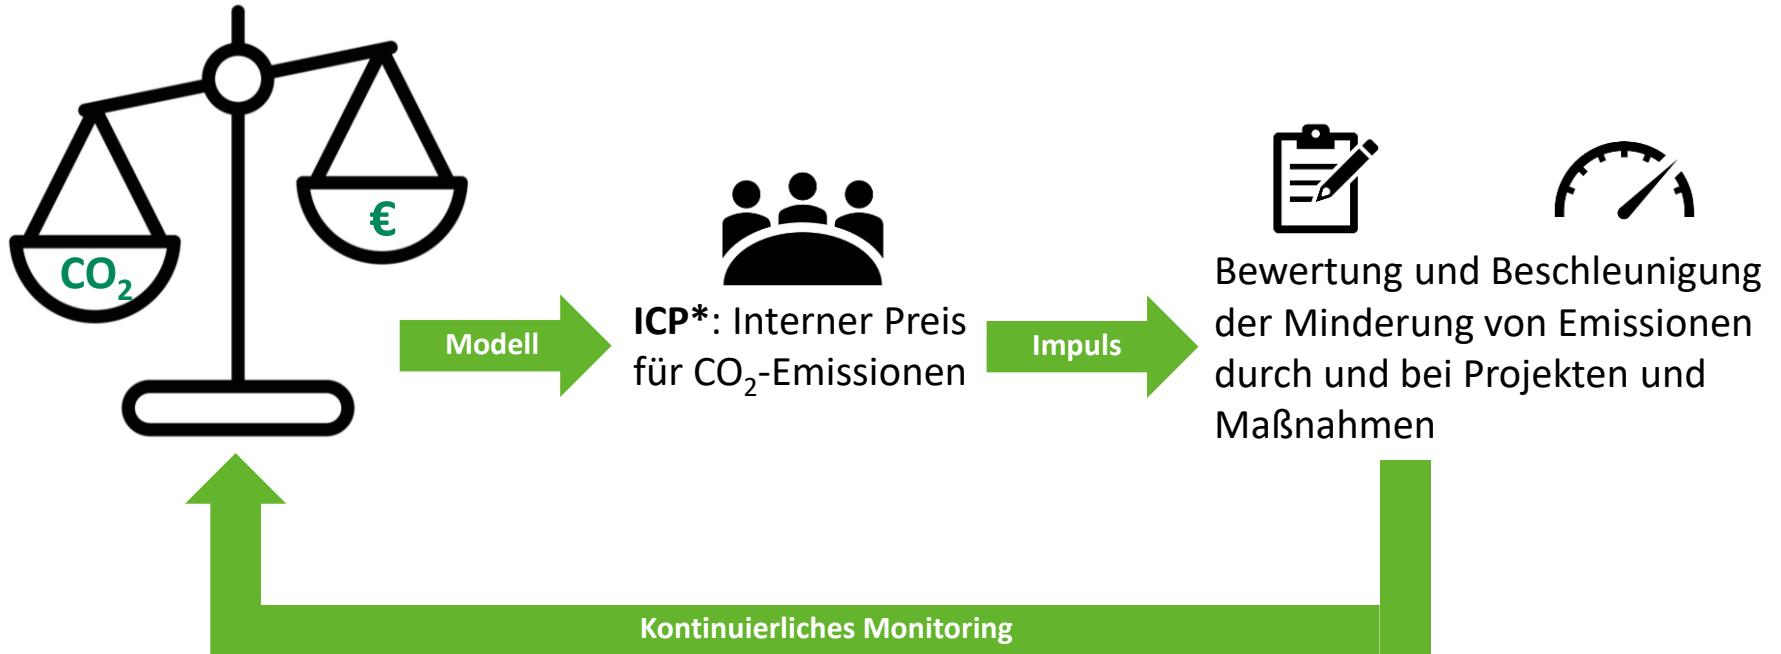 €
CO₂
Modell
ICP*: Interner Preis
für CO₂-Emissionen
Impuls
Bewertung und Beschleunigung
der Minderung von Emissionen
durch und bei Projekten und
Maßnahmen
Kontinuierliches Monitoring